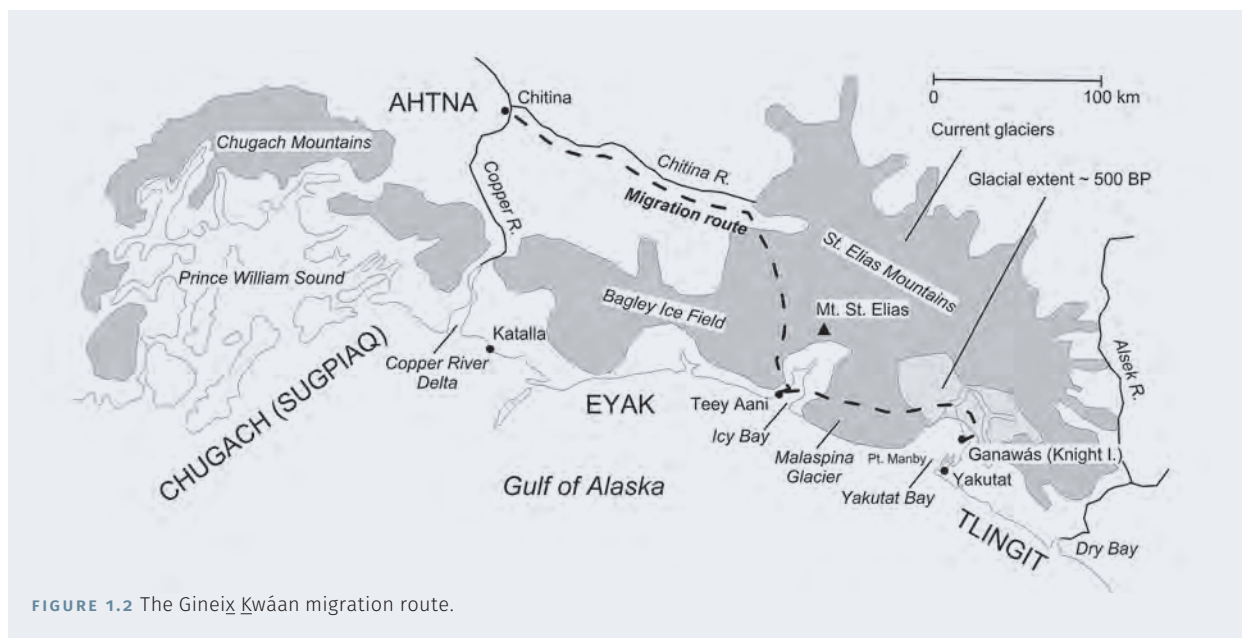 AHTNA
Chitina
0
100 km
Chugach Mountains
Current glaciers
Copper R.
Chitina R.
Migration route
Glacial extent ~ 500 BP
Prince William Sound
St. Elias Mountains
Bagley Ice Field
Mt. St. Elias
Katalla
Copper River
Delta
Alsek R.
CHUGACH (SUGPIAQ)
EYAK
Teey Aani
Icy Bay
Malaspina
Glacier
Pt. Manby
Ganawás (Knight I.)
Yakutat
Yakutat Bay
Gulf of Alaska
TLINGIT
Dry Bay
FIGURE 1.2 The Gineix̲ K̲wáan migration route.